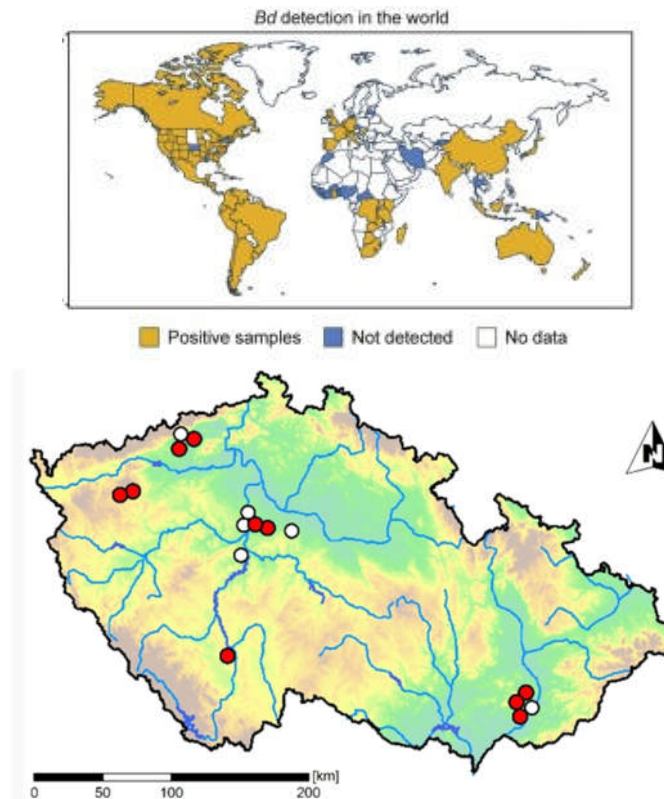 Bd detection in the world
Positive samples Not detected No data
N
[km]
0 50 100 200